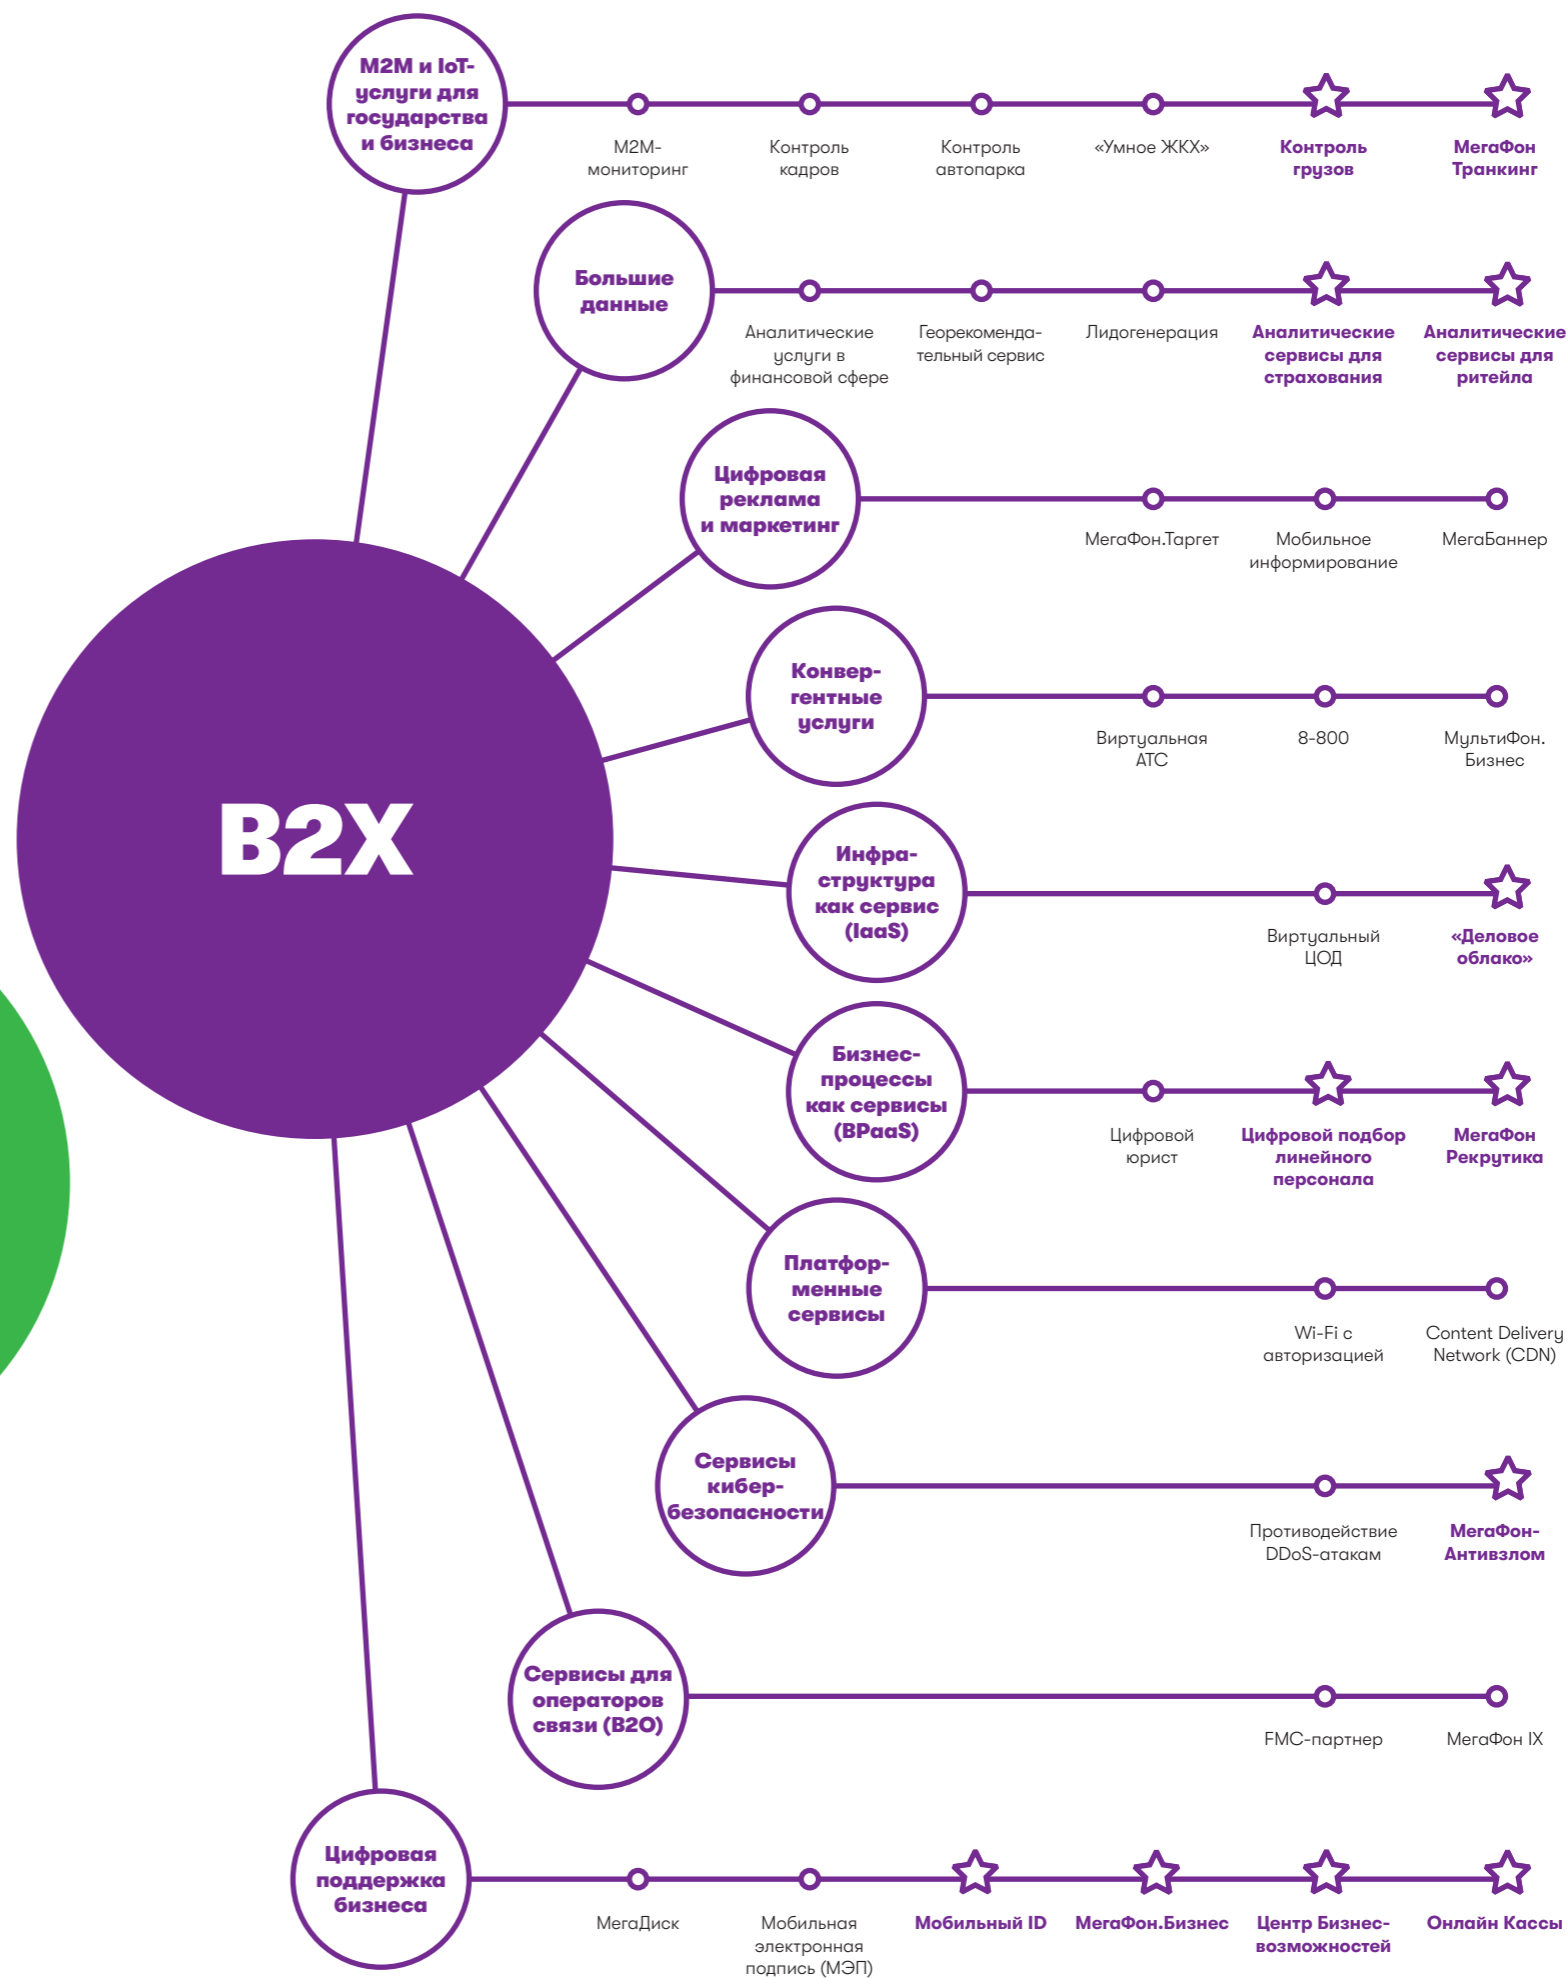 М2М и IoT-
услуги для
государства
и бизнеса
М2М-
мониторинг
Контроль
кадров
Контроль
автопарка
«Умное ЖКХ»
Контроль
грузов
МегаФон
Транкинг
Большие
данные
Аналитические
услуги в
финансовой сфере
Георекоменда-
тельный сервис
Лидогенерация
Аналитические
сервисы для
страхования
Аналитические
сервисы для
ритейла
Цифровая
реклама
и маркетинг
МегаФон.Таргет
Мобильное
информирование
МегаБаннер
Конвер-
гентные
услуги
Виртуальная
АТС
8-800
МультиФон.
Бизнес
B2X
Инфра-
структура
как сервис
(IaaS)
Виртуальный
ЦОД
«Деловое
облако»
Бизнес-
процессы
как сервисы
(BPaaS)
Цифровой
юрист
Цифровой подбор
линейного
персонала
МегаФон
Рекрутика
Платфор-
менные
сервисы
Wi-Fi с
авторизацией
Content Delivery
Network (CDN)
Сервисы
кибер-
безопасности
Противодействие
DDoS-атакам
МегаФон-
Антивзлом
Сервисы для
операторов
связи (B2O)
FMC-партнер
МегаФон IX
Цифровая
поддержка
бизнеса
МегаДиск
Мобильная
электронная
подпись (МЭП)
Мобильный ID
МегаФон.Бизнес
Центр Бизнес-
возможностей
Онлайн Кассы